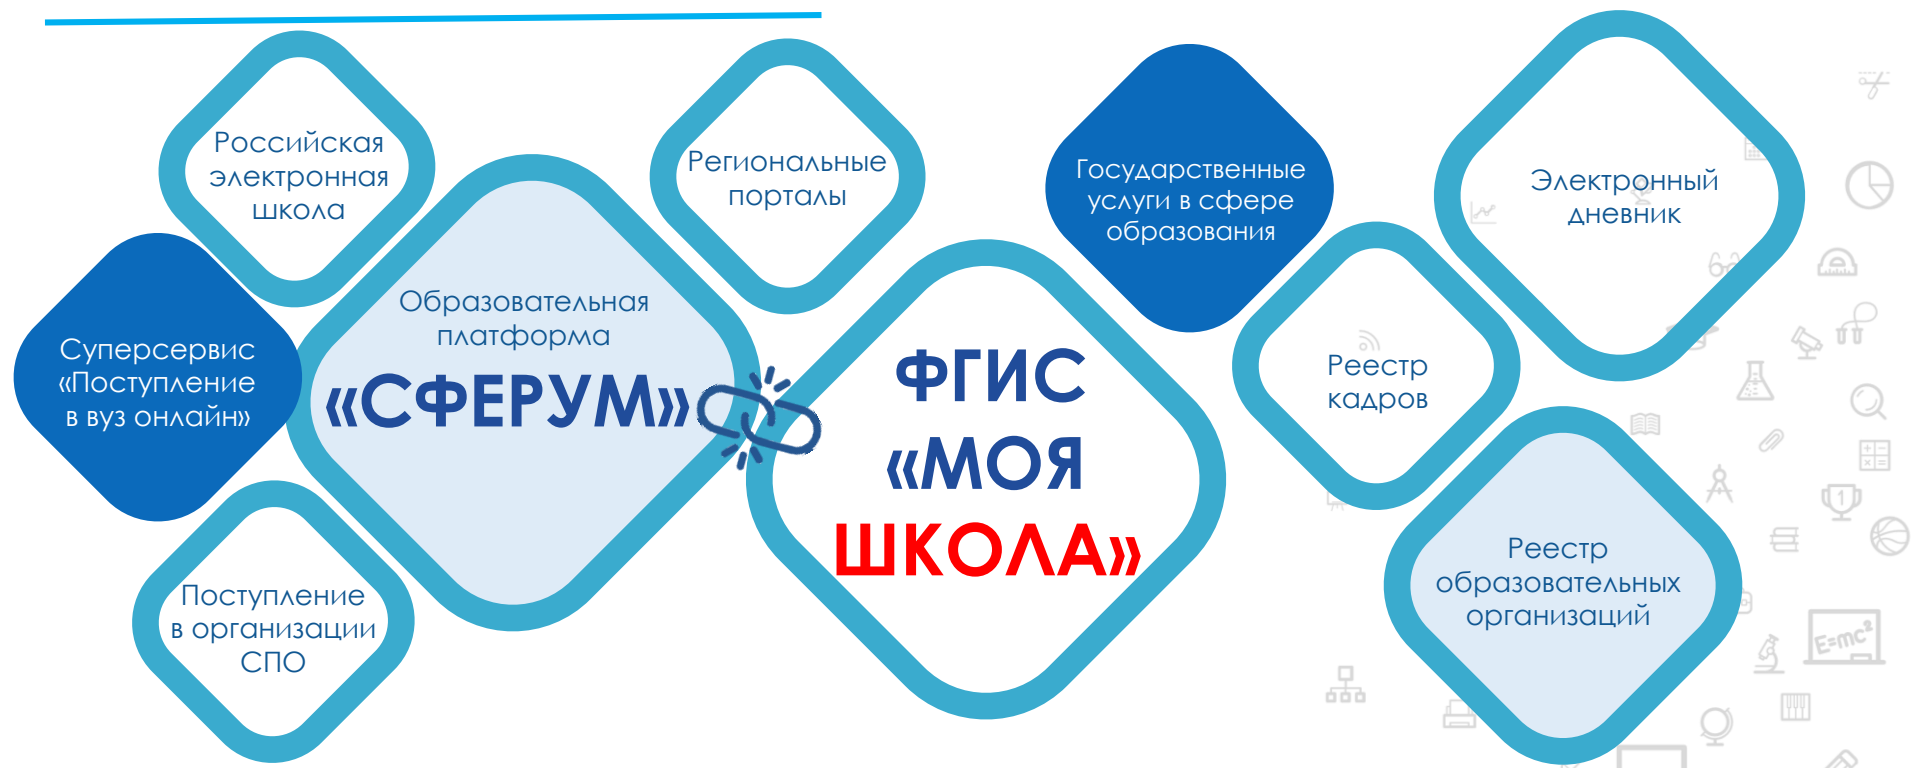 Российская
электронная
школа
Региональные
порталы
Государственные
услуги в сфере
образования
Электронный
дневник
Суперсервис
«Поступление
в вуз онлайн»
Образовательная
платформа
«СФЕРУМ»
ФГИС
«МОЯ
ШКОЛА»
Реестр
кадров
Поступление
в организации
СПО
Реестр
образовательных
организаций
1
E=mc²